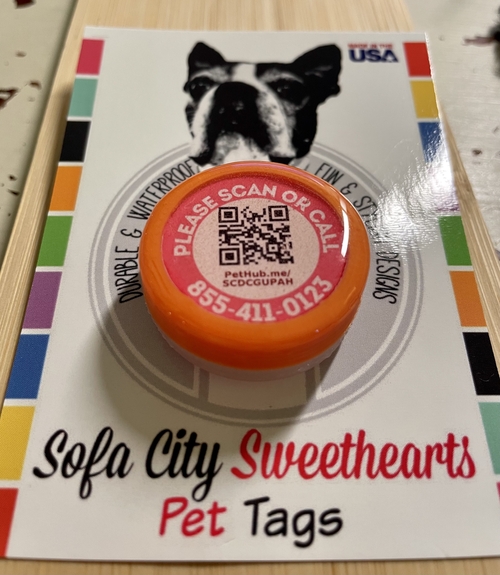 MADE IN THE
USA
DURABLE & WATERPROOF
FUN &
DESIGNS
PLEASE SCAN OR CALL
PetHub.me/
SCDCGUPAH
855-411-0123
Sofa City Sweethearts
Pet Tags